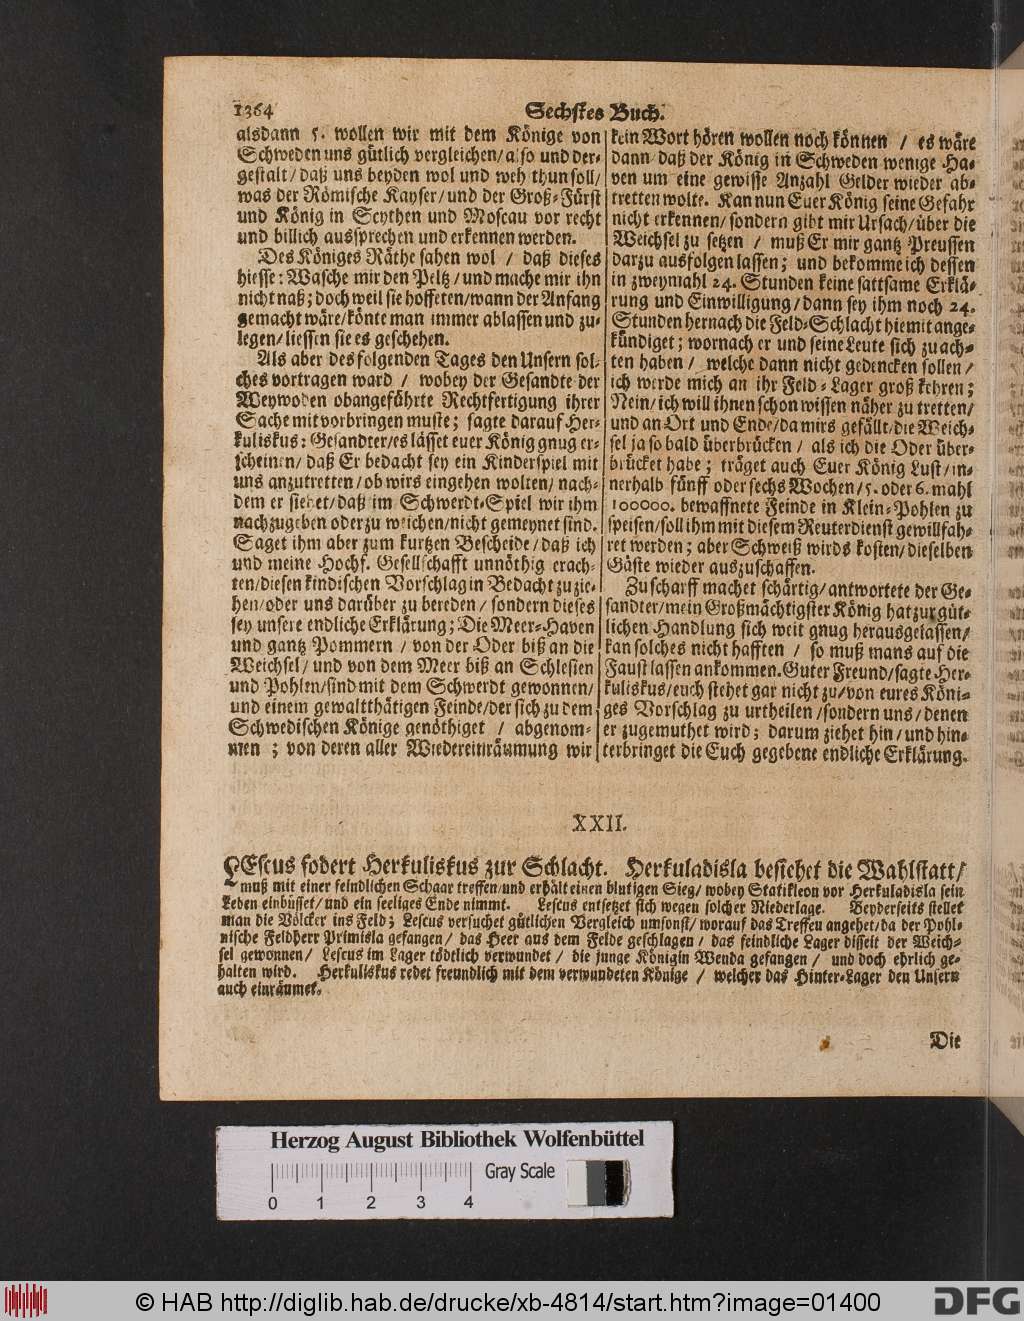 1364
Sechstes Buch.
alsdann 5. wollen wir mit dem Könige von
Schweden uns gütlich vergleichen/ also und der-
gestalt/ daß uns beyden wol und weh thun soll/
was der Römische Kayser/ und der Groß-Fürst
und König in Scythen und Moscau vor recht
und billich aussprechen und erkennen werden.
Des Königes Räthe sahen wol / daß dieses
hiesse: Wasche mir den Peltz/ und mache mir ihn
nicht naß; doch weil sie hoffeten/ wann der Anfang
gemacht wäre/ könte man immer ablassen und zu-
legen/ liessen sie es geschehen.
Als aber des folgenden Tages den Unsern sol-
ches vortragen ward / wobey der Gesandte der
Weywoden obangeführte Rechtfertigung ihrer
Sache mit vorbringen muste; sagte darauf Her-
kuliskus: Gesandter/ es lässet euer König gnug er-
scheinen/ daß Er bedacht sey ein Kinderspiel mit
uns anzutretten/ ob wirs eingehen wolten/ nach-
dem er siehet/ daß im Schwerdt-Spiel wir ihm
nachzugeben oder zu weichen/ nicht gemeynet sind.
Saget ihm aber zum kurtzen Bescheide/ daß ich
und meine Hochf. Gesellschafft unnöthig erach-
ten/ diesen kindischen Vorschlag in Bedacht zu zie-
hen/ oder uns darüber zu bereden/ sondern dieses
sey unsere endliche Erklärung; Die Meer-Haven
und gantz Pommern / von der Oder biß an die
Weichsel/ und von dem Meer biß an Schlesien
und Pohlen/ sind mit dem Schwerdt gewonnen/
und einem gewaltthätigen Feinde/ der sich zu dem
Schwedischen Könige genöthiget / abgenom-
men ; von deren aller Wiedereinräumung wir
kein Wort hören wollen noch können / es wäre
dann daß der König in Schweden wenige Ha-
ven um eine gewisse Anzahl Gelder wieder ab-
tretten wolte. Kan nun Euer König seine Gefahr
nicht erkennen/ sondern gibt mir Ursach/ über die
Weichsel zu setzen / muß Er mir gantz Preussen
darzu ausfolgen lassen; und bekomme ich dessen
in zweymahl 24. Stunden keine sattsame Erklä-
rung und Einwilligung/ dann sey ihm noch 24.
Stunden hernach die Feld-Schlacht hiemit ange-
kündiget; wornach er und seine Leute sich zu ach-
ten haben / welche dann nicht gedencken sollen /
ich werde mich an ihr Feld-Lager groß kehren;
Nein/ ich will ihnen schon wissen näher zu tretten/
und an Ort und Ende/ da mirs gefällt/ die Weich-
sel ja so bald überbrücken / als ich die Oder über-
brücket habe; träget auch Euer König Lust/ in-
nerhalb fünff oder sechs Wochen/ 5. oder 6. mahl
100000. bewaffnete Feinde in Klein-Pohlen zu
speisen/ soll ihm mit diesem Reuterdienst gewillfah-
ret werden; aber Schweiß wirds kosten/ dieselben
Gäste wieder auszuschaffen.
Zu scharff machet schärtig/ antwortete der Ge-
sandter/ mein Großmächtigster König hat zur güt-
lichen Handlung sich weit gnug herausgelassen/
kan solches nicht hafften / so muß mans auf die
Faust lassen ankommen. Guter Freund/ sagte Her-
kuliskus/ euch stehet gar nicht zu/ von eures Köni-
ges Vorschlag zu urtheilen/ sondern uns/ denen
er zugemuthet wird; darum ziehet hin/ und hin-
terbringet die Euch gegebene endliche Erklärung.
XXII.
LEscus fodert Herkuliskus zur Schlacht. Herkuladisla besiehet die Wahlstatt/
muß mit einer feindlichen Schaar treffen/ und erhält einen blutigen Sieg/ wobey Statikleon vor Herkuladisla sein
Leben einbüsset/ und ein seeliges Ende nimmt. Lescus entsetzet sich wegen solcher Niederlage. Beyderseits stellet
man die Völcker ins Feld; Lescus versuchet gütlichen Vergleich umsonst/ worauf das Treffen angehet/ da der Pohl-
nische Feldherr Primisla gefangen/ das Heer aus dem Felde geschlagen / das feindliche Lager disseit der Weich-
sel gewonnen/ Lescus im Lager tödtlich verwundet / die junge Königin Wenda gefangen / und doch ehrlich ge-
halten wird. Herkuliskus redet freundlich mit dem verwundeten Könige / welcher das Hinter-Lager den Unsern
auch einräumet.
Die
Herzog August Bibliothek Wolfenbüttel
Gray Scale
0 1 2 3 4
© HAB http://diglib.hab.de/drucke/xb-4814/start.htm?image=01400
DFG